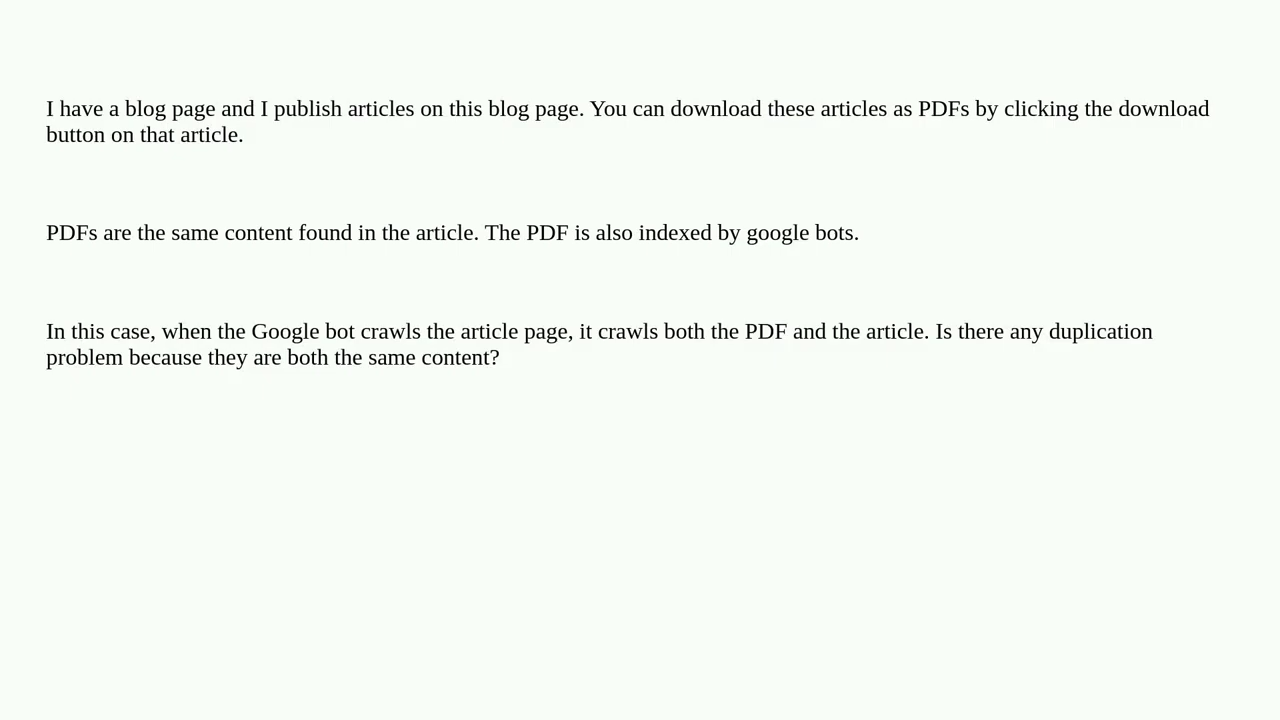 I have a blog page and I publish articles on this blog page. You can download these articles as PDFs by clicking the download
button on that article.
PDFs are the same content found in the article. The PDF is also indexed by google bots.
In this case, when the Google bot crawls the article page, it crawls both the PDF and the article. Is there any duplication
problem because they are both the same content?